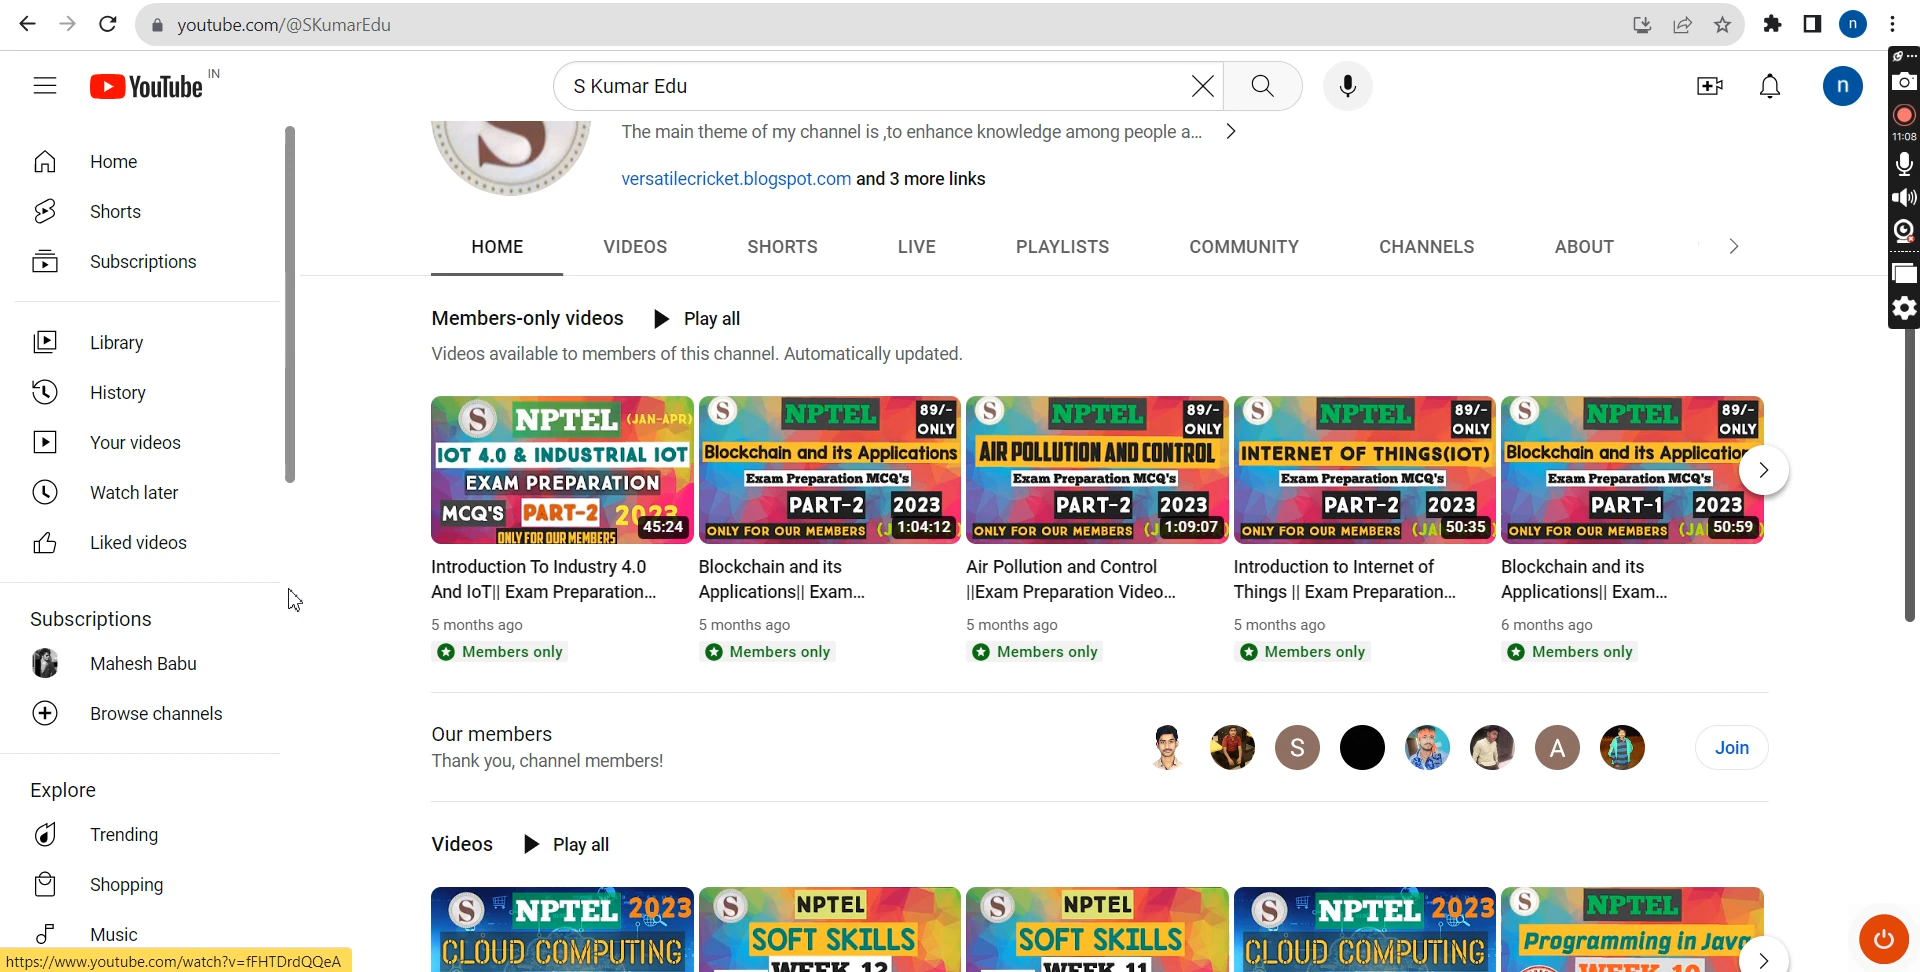 youtube.com/@SKumarEdu
n
YouTube IN
S Kumar Edu
n
11:08
Home
Shorts
Subscriptions
Library
History
Your videos
Watch later
Liked videos
Subscriptions
Mahesh Babu
Browse channels
Explore
Trending
Shopping
Music
https://www.youtube.com/watch?v=fFHTDrdQQeA
S
The main theme of my channel is ,to enhance knowledge among people a...
versatilecricket.blogspot.com and 3 more links
HOME VIDEOS SHORTS LIVE PLAYLISTS COMMUNITY CHANNELS ABOUT
Members-only videos Play all
Videos available to members of this channel. Automatically updated.
S NPTEL (JAN-APR)
IOT 4.0 & INDUSTRIAL IOT
EXAM PREPARATION
MCQ'S PART-2 2023
ONLY FOR OUR MEMBERS
45:24
Introduction To Industry 4.0
And IoT|| Exam Preparation...
5 months ago
Members only
S NPTEL 89/-
ONLY
Blockchain and its Applications
Exam Preparation MCQ's
PART-2 2023
ONLY FOR OUR MEMBERS
1:04:12
Blockchain and its
Applications|| Exam...
5 months ago
Members only
S NPTEL 89/-
ONLY
AIR POLLUTION AND CONTROL
Exam Preparation MCQ's
PART-2 2023
ONLY FOR OUR MEMBERS
1:09:07
Air Pollution and Control
||Exam Preparation Video...
5 months ago
Members only
S NPTEL 89/-
ONLY
INTERNET OF THINGS(IOT)
Exam Preparation MCQ's
PART-2 2023
ONLY FOR OUR MEMBERS
50:35
Introduction to Internet of
Things || Exam Preparation...
5 months ago
Members only
S NPTEL 89/-
ONLY
Blockchain and its
Exam Preparation MCQ's
PART-1 2023
ONLY FOR OUR MEMBERS
50:59
Blockchain and its
Applications|| Exam...
6 months ago
Members only
Our members
Thank you, channel members!
S
A
Join
Videos Play all
S NPTEL 2023
CLOUD COMPUTING
S NPTEL
SOFT SKILLS
WEEK 12
S NPTEL
SOFT SKILLS
WEEK 11
S NPTEL 2023
CLOUD COMPUTING
S NPTEL
Programming in Java
WEEK 10